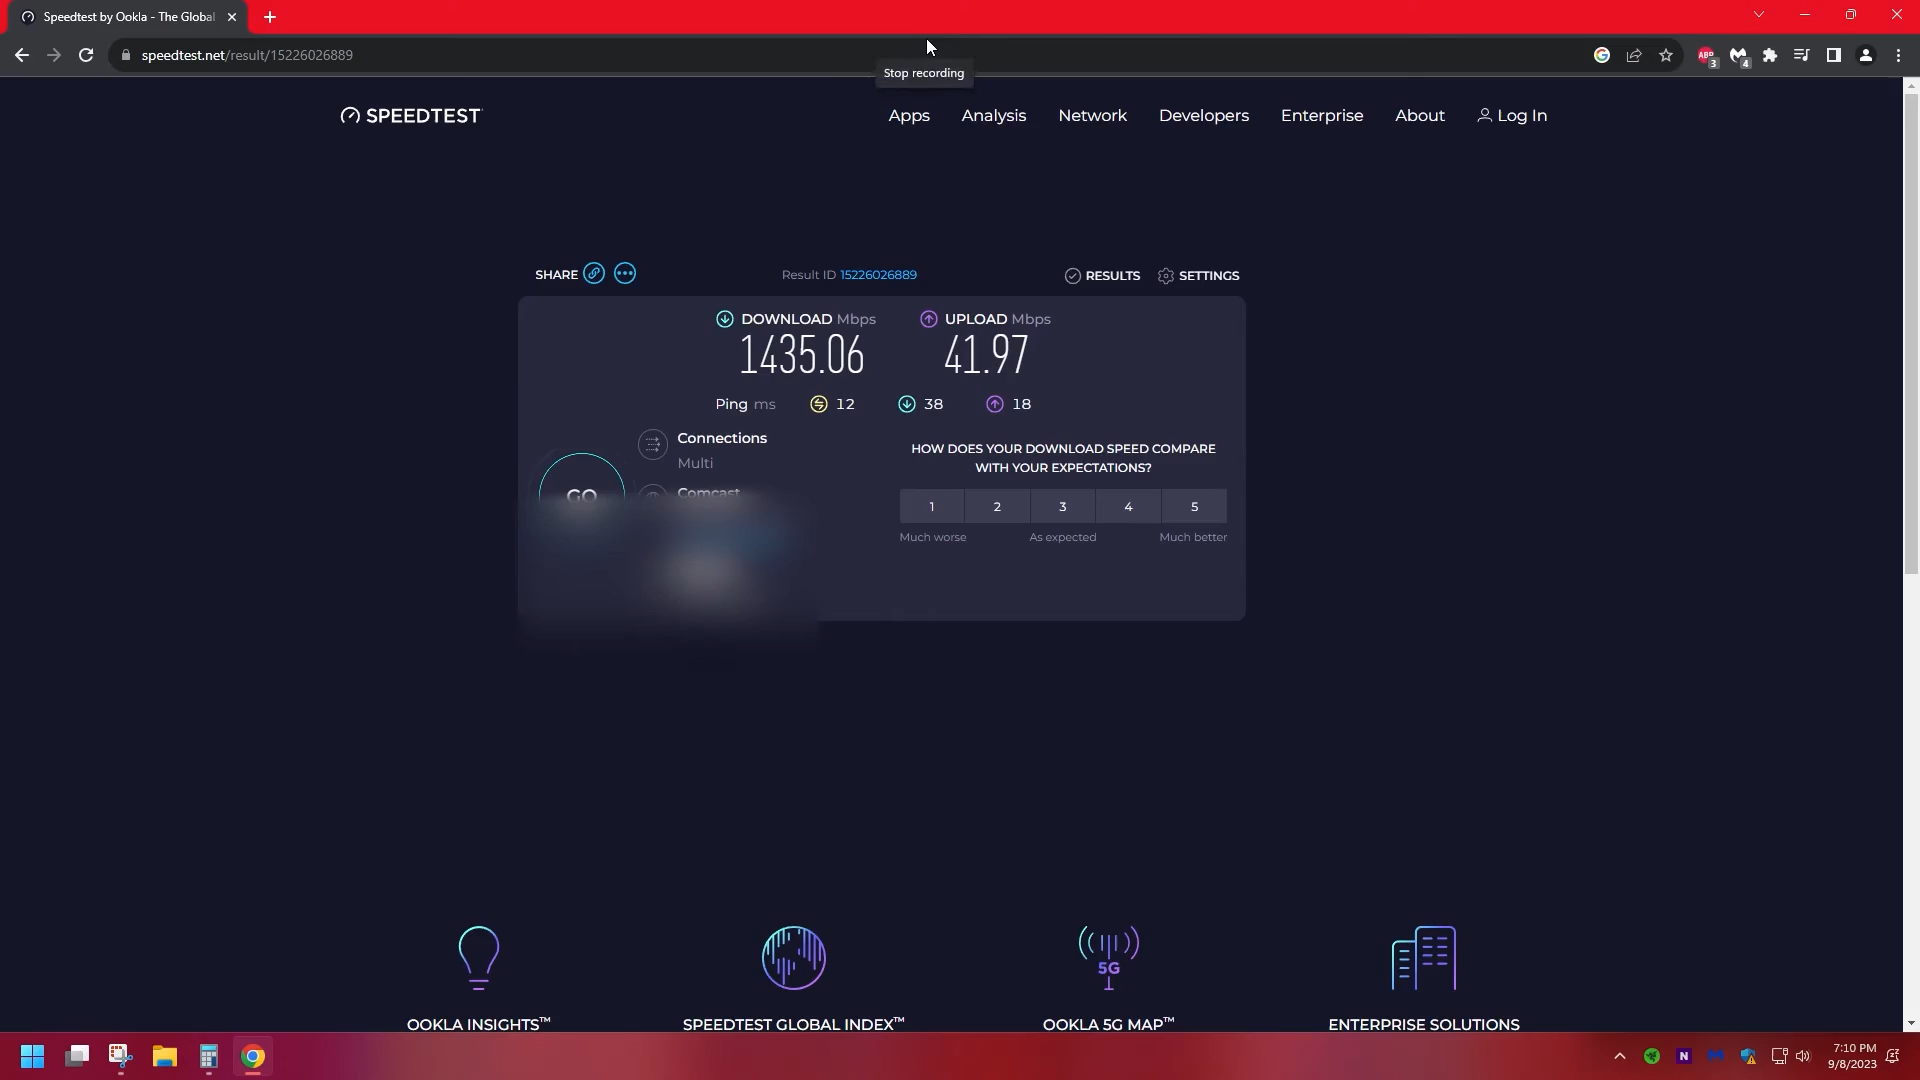 Speedtest by Ookla - The Global
speedtest.net/result/15226026889
3
4
Stop recording
SPEEDTEST
Apps Analysis Network Developers Enterprise About Log In
SHARE Result ID 15226026889 RESULTS SETTINGS
DOWNLOAD Mbps UPLOAD Mbps
1435.06 41.97
Ping ms 12 38 18
Connections
Multi
Comcast
GO
HOW DOES YOUR DOWNLOAD SPEED COMPARE
WITH YOUR EXPECTATIONS?
1 2 3 4 5
Much worse As expected Much better
5G
OOKLA INSIGHTS™ SPEEDTEST GLOBAL INDEX™ OOKLA 5G MAP™ ENTERPRISE SOLUTIONS
N
7:10 PM
9/8/2023